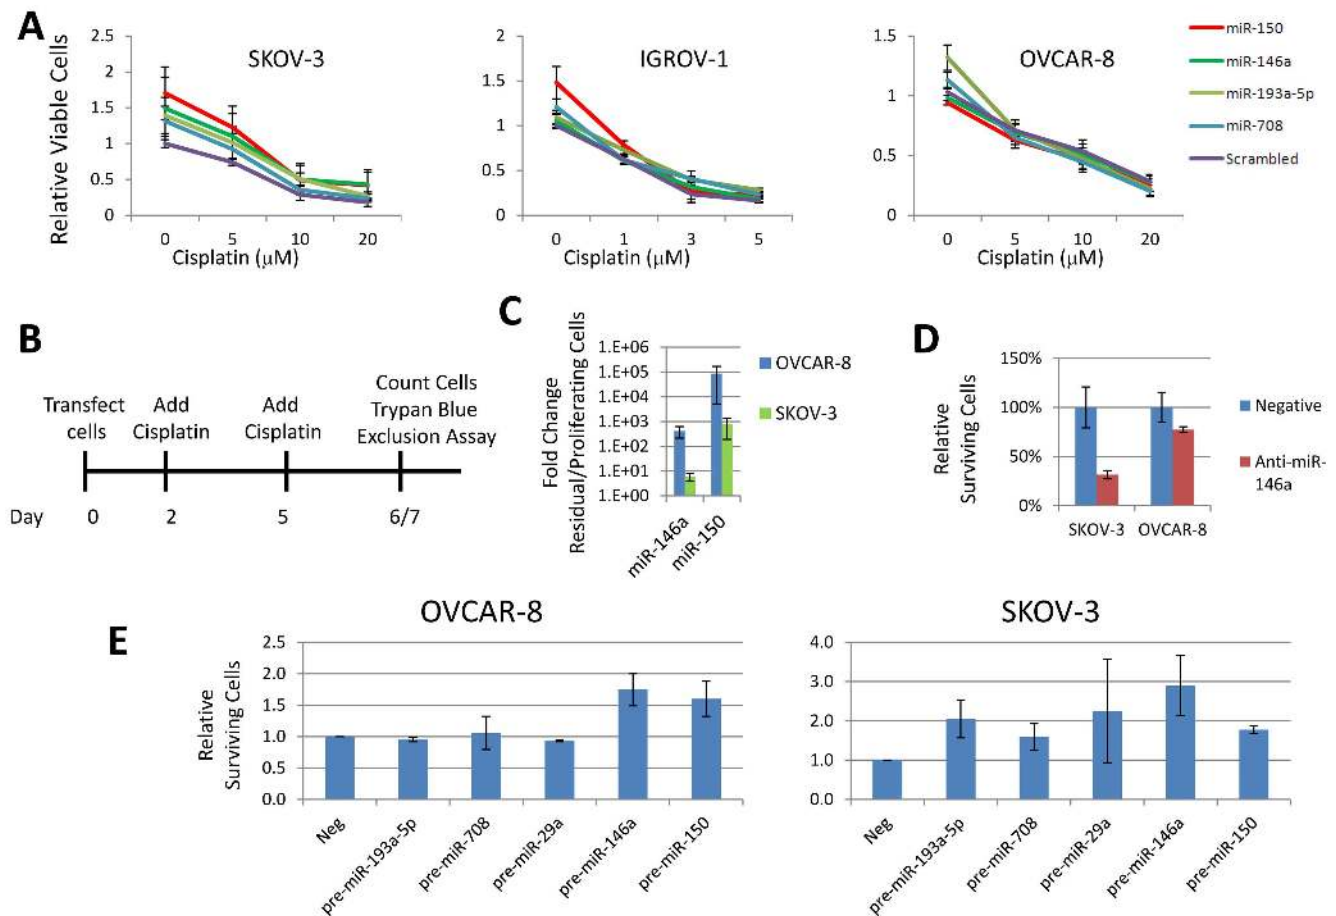 A
Relative Viable Cells
SKOV-3
2.5
2
1.5
1
0.5
0
0 5 10 20
Cisplatin (µM)
IGROV-1
2
1.5
1
0.5
0
0 1 3 5
Cisplatin (µM)
OVCAR-8
1.5
1
0.5
0
0 5 10 20
Cisplatin (µM)
miR-150
miR-146a
miR-193a-5p
miR-708
Scrambled
B
Transfect
cells
Add
Cisplatin
Add
Cisplatin
Count Cells
Trypan Blue
Exclusion Assay
Day 0 2 5 6/7
C
Fold Change
Residual/Proliferating Cells
1.E+06
1.E+05
1.E+04
1.E+03
1.E+02
1.E+01
1.E+00
miR-146a
miR-150
OVCAR-8
SKOV-3
D
Relative
Surviving Cells
150%
100%
50%
0%
SKOV-3 OVCAR-8
Negative
Anti-miR-
146a
E
OVCAR-8
Relative
Surviving Cells
2.5
2.0
1.5
1.0
0.5
0.0
Neg
pre-miR-193a-5p
pre-miR-708
pre-miR-29a
pre-miR-146a
pre-miR-150
SKOV-3
Relative
Surviving Cells
4.0
3.0
2.0
1.0
0.0
Neg
pre-miR-193a-5p
pre-miR-708
pre-miR-29a
pre-miR-146a
pre-miR-150